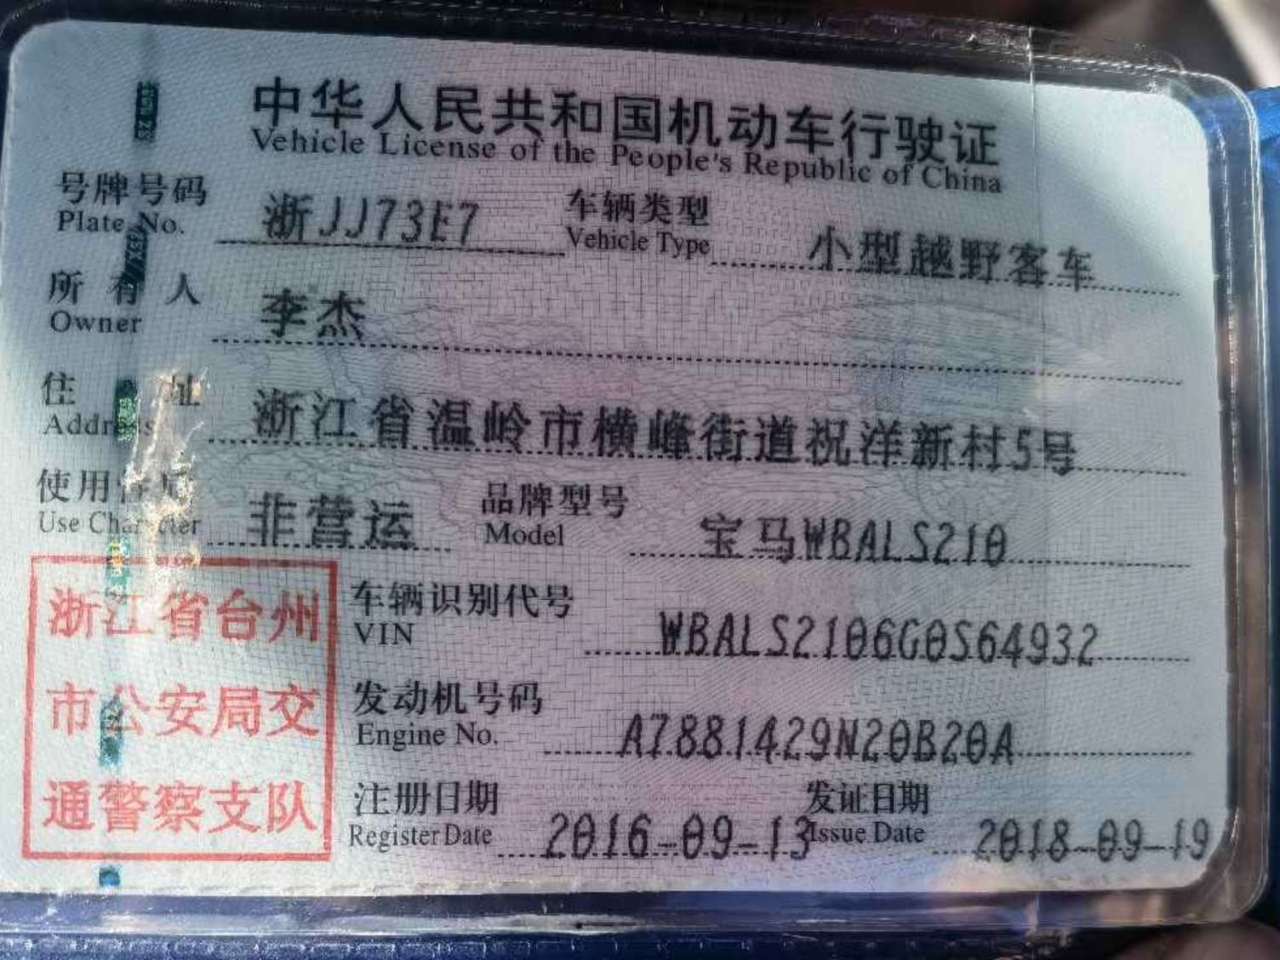 中华人民共和国机动车行驶证
Vehicle License of the People's Republic of China
号牌号码 浙JJ73E7 车辆类型 小型越野客车
Plate No. Vehicle Type
所有人 李杰
Owner
住址 浙江省温岭市横峰街道祝洋新村5号
Address
使用性质 非营运 品牌型号 宝马WBALS210
Use Character Model
浙江省台州
市公安局交
通警察支队
车辆识别代号 WBALS2106G0S64932
VIN
发动机号码 A7881429N20B20A
Engine No.
注册日期 2016-09-13 发证日期 2018-09-19
Register Date Issue Date